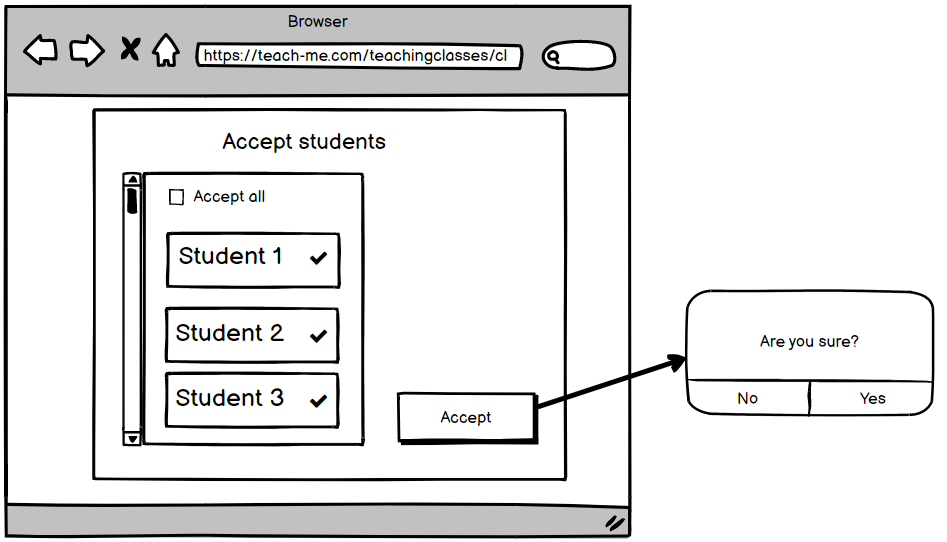 Browser
https://teach-me.com/teachingclasses/cl
Accept students
Accept all
Student 1
Student 2
Student 3
Accept
Are you sure?
No Yes